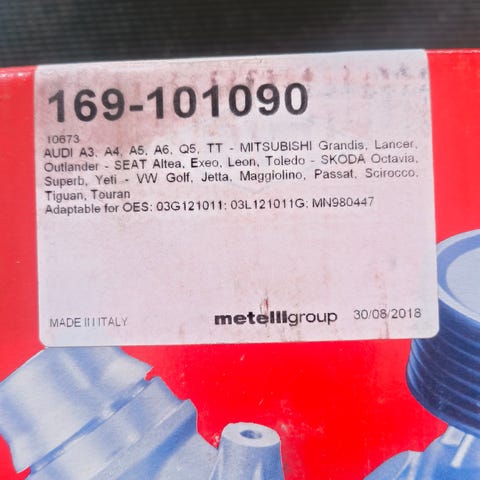 169-101090
10673
AUDI A3, A4, A5, A6, Q5, TT - MITSUBISHI Grandis, Lancer,
Outlander - SEAT Altea, Exeo, Leon, Toledo - SKODA Octavia,
Superb, Yeti - VW Golf, Jetta, Maggiolino, Passat, Scirocco,
Tiguan, Touran
Adaptable for OES: 03G121011; 03L121011G; MN980447
MADE IN ITALY metelligroup 30/08/2018